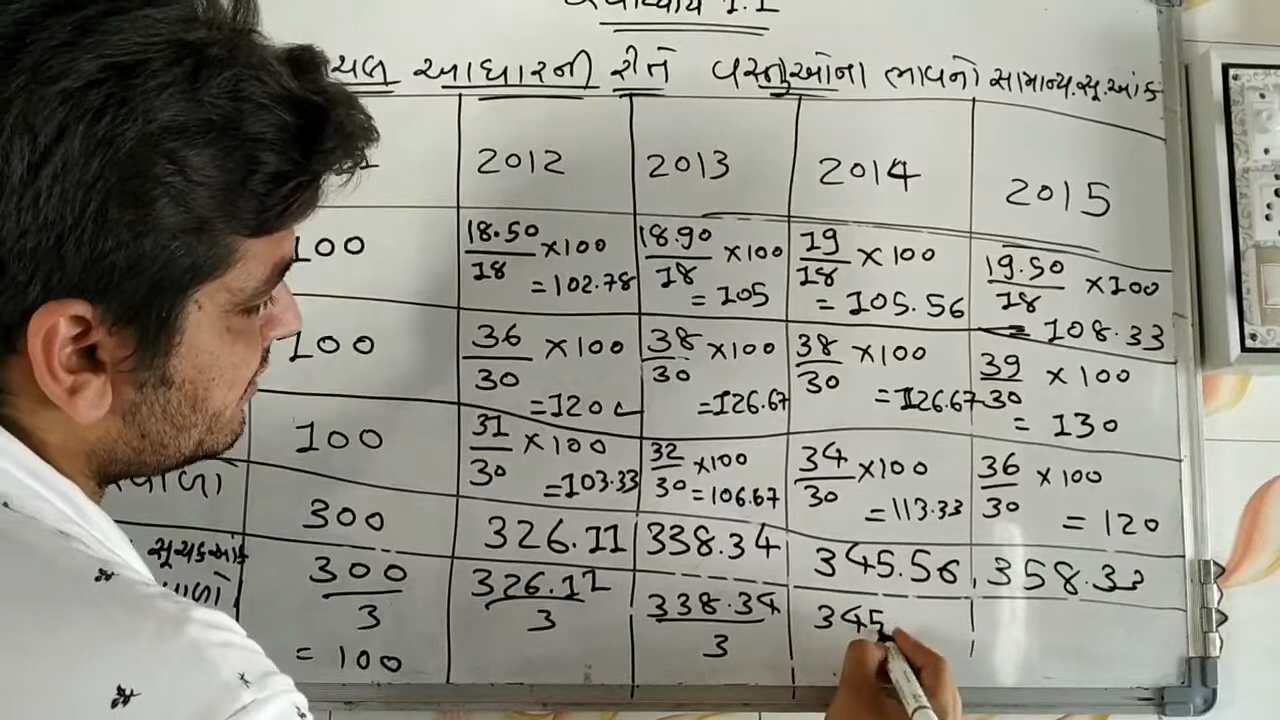 1.1
આધારની રીતે વસ્તુઓના ભાવનો સામાન્ય.સૂ.આંક
2012 2013 2014 2015
100 18.50/18 ×100 =102.78 18.90/18 ×100 =105 19/18 ×100 =105.56 19.50/18 ×100 =108.33
100 36/30 ×100 =120 38/30 ×100 =126.67 38/30 ×100 =126.67 39/30 ×100 =130
100 31/30 ×100 =103.33 32/30 ×100 =106.67 34/30 ×100 =113.33 36/30 ×100 =120
300 326.11 338.34 345.56 358.33
સૂચકઆંક 300/3 326.11/3 338.34/3 345
= 100